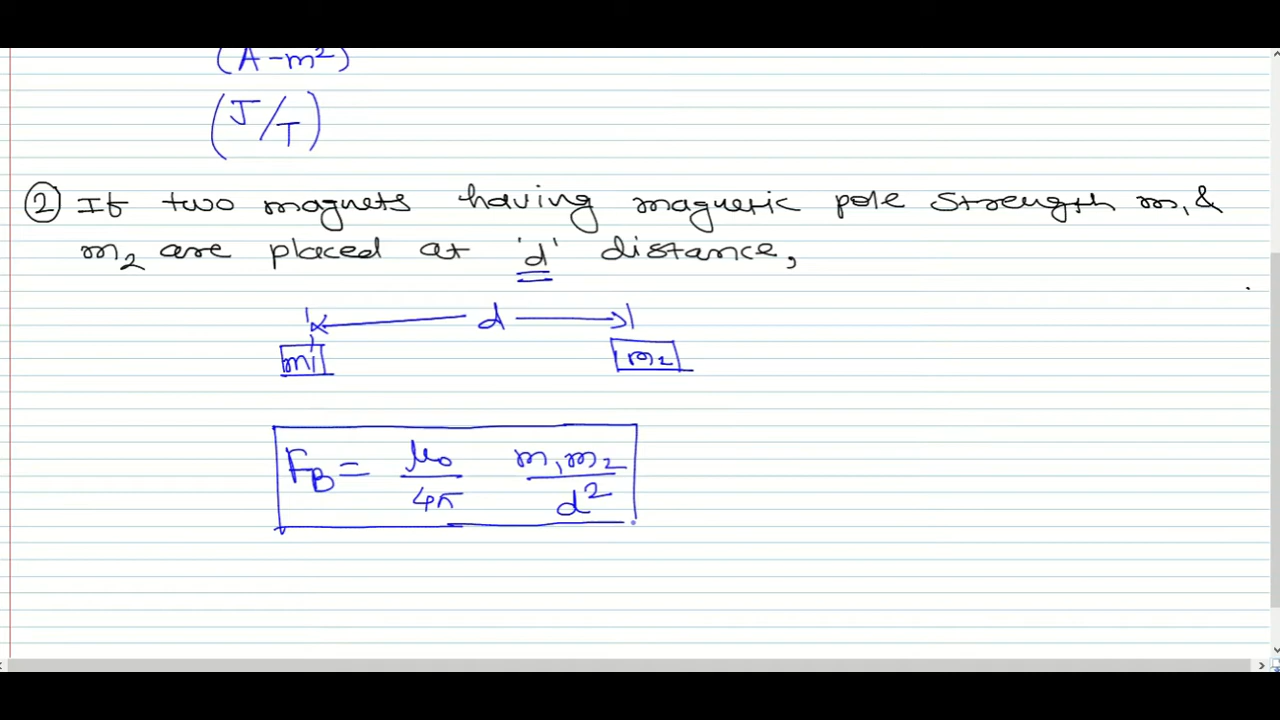 (A-m²)
(J/T)
② If two magnets having magnetic pole strength m₁ &
m₂ are placed at 'd' distance,
d
m1 m₂
F_B = μ₀/4π m₁m₂/d²